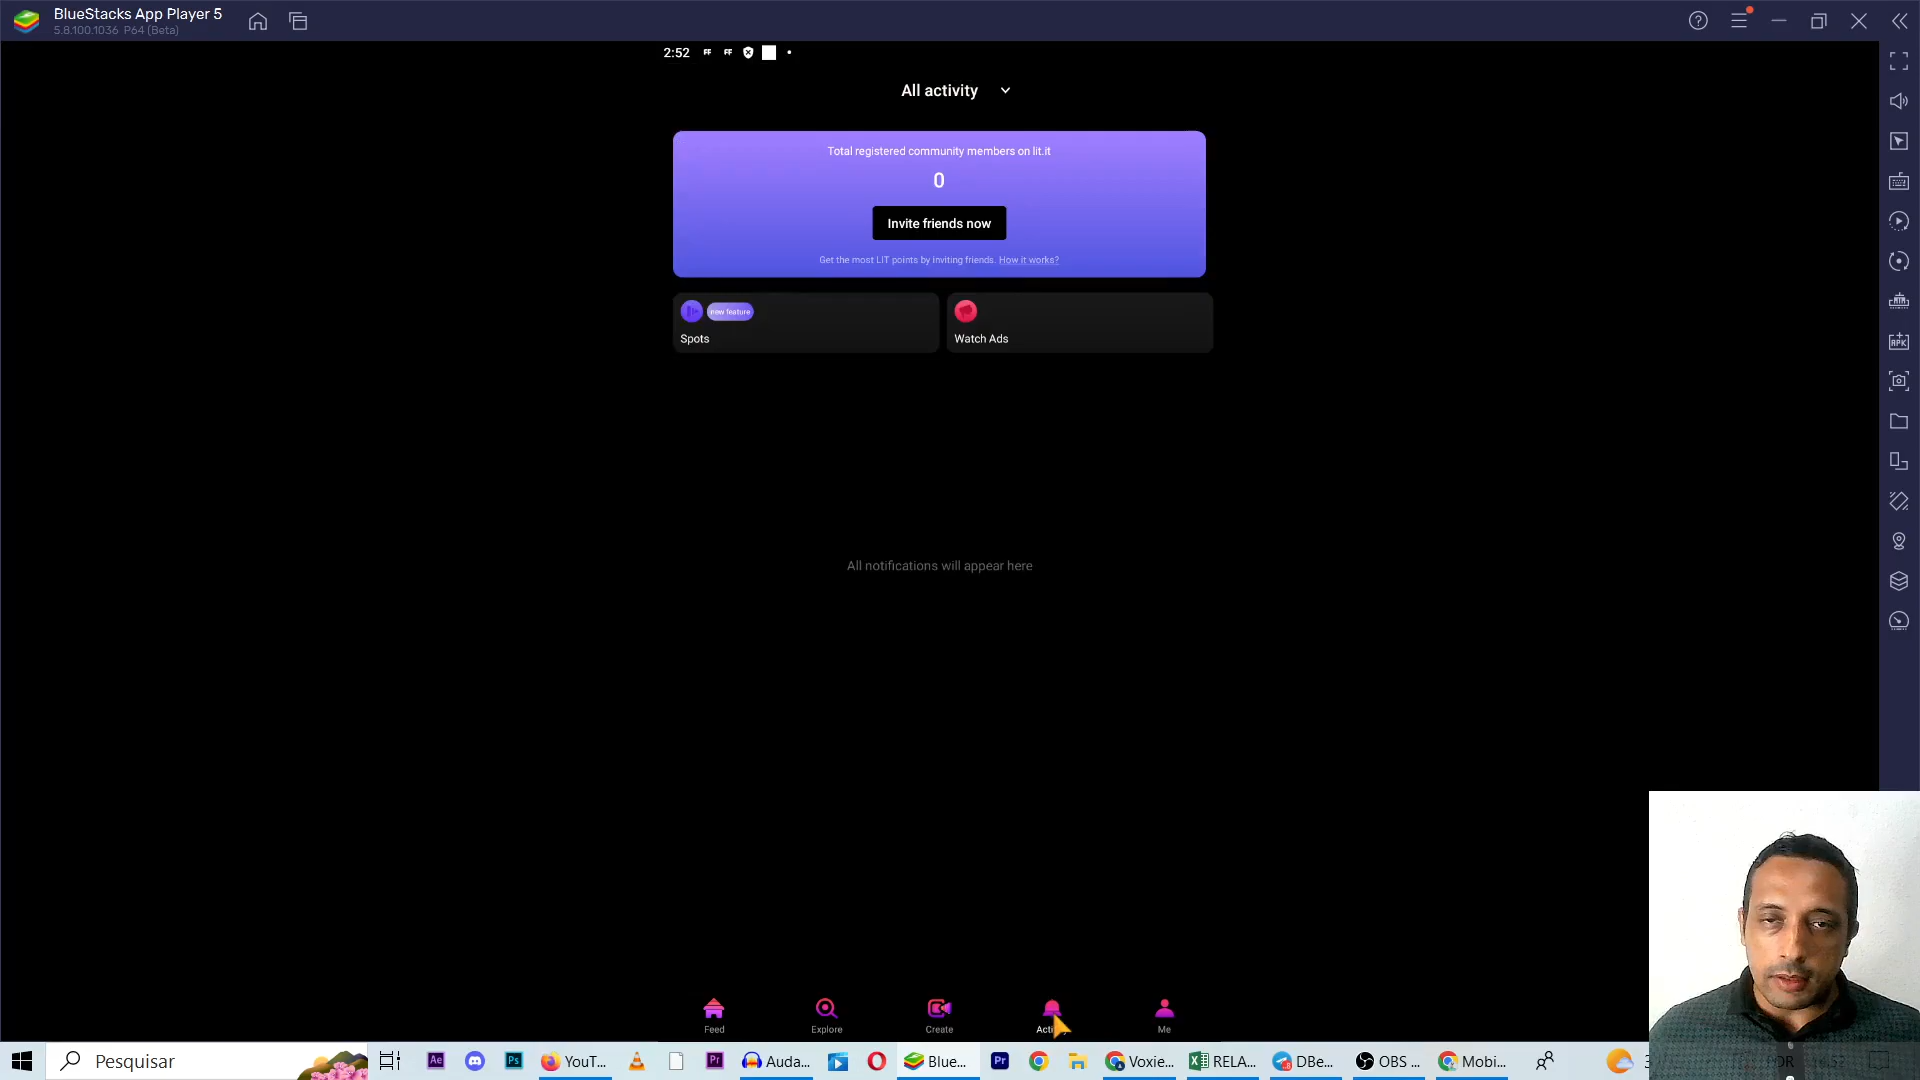 BlueStacks App Player 5
5.8.100.1036 P64 (Beta)
2:52
All activity
Total registered community members on lit.it
0
Invite friends now
Get the most LIT points by inviting friends. How it works?
new feature
Spots
Watch Ads
All notifications will appear here
Feed
Explore
Create
Me
Pesquisar
YouT...
Auda...
Blue...
Voxie...
RELA...
DBe...
OBS ...
Mobi...